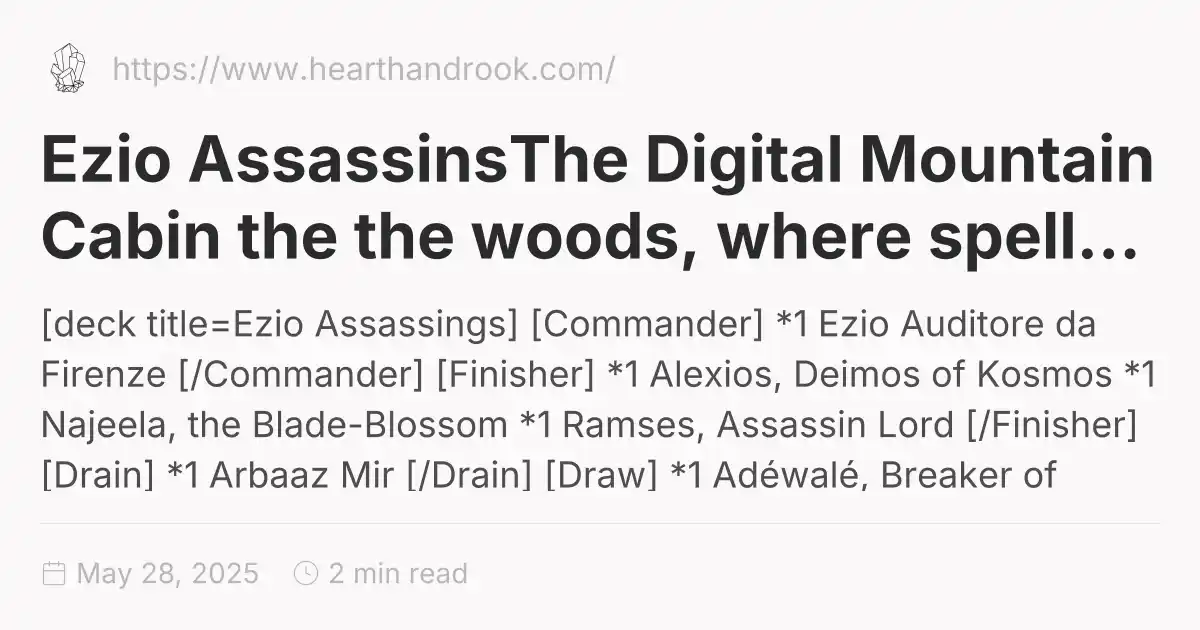 https://www.hearthandrook.com/
Ezio AssassinsThe Digital Mountain
Cabin the the woods, where spell...
[deck title=Ezio Assassings] [Commander] *1 Ezio Auditore da
Firenze [/Commander] [Finisher] *1 Alexios, Deimos of Kosmos *1
Najeela, the Blade-Blossom *1 Ramses, Assassin Lord [/Finisher]
[Drain] *1 Arbaaz Mir [/Drain] [Draw] *1 Adéwalé, Breaker of
May 28, 2025 2 min read